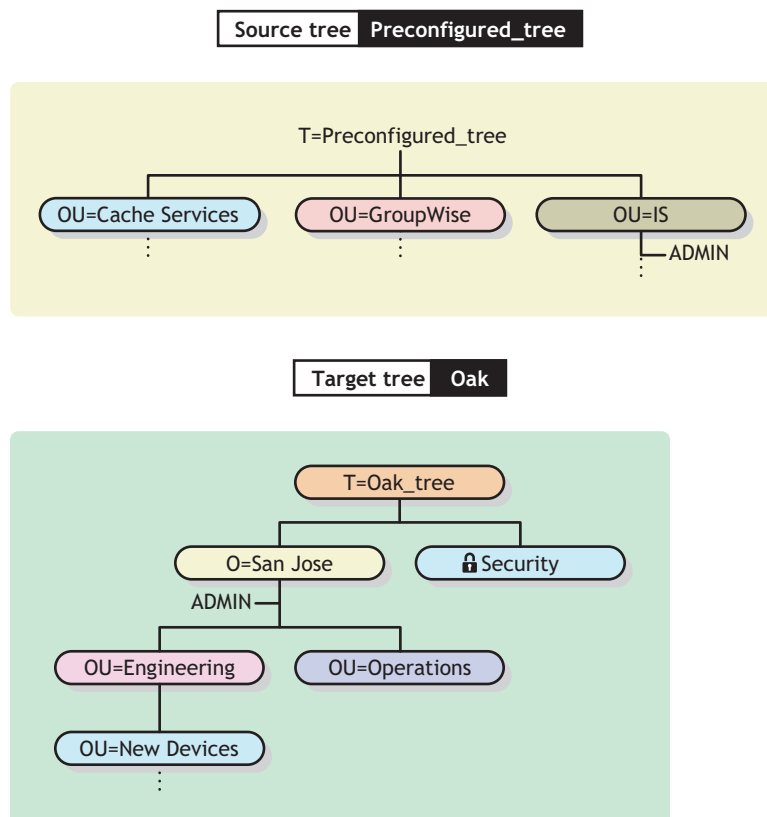 Source tree Preconfigured_tree
T=Preconfigured_tree
OU=Cache Services OU=GroupWise OU=IS
ADMIN
Target tree Oak
T=Oak_tree
O=San Jose Security
ADMIN
OU=Engineering OU=Operations
OU=New Devices